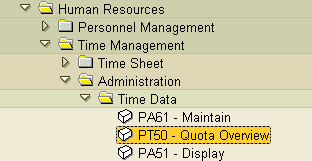 Human Resources
Personnel Management
Time Management
Time Sheet
Administration
Time Data
PA61 - Maintain
PT50 - Quota Overview
PA51 - Display